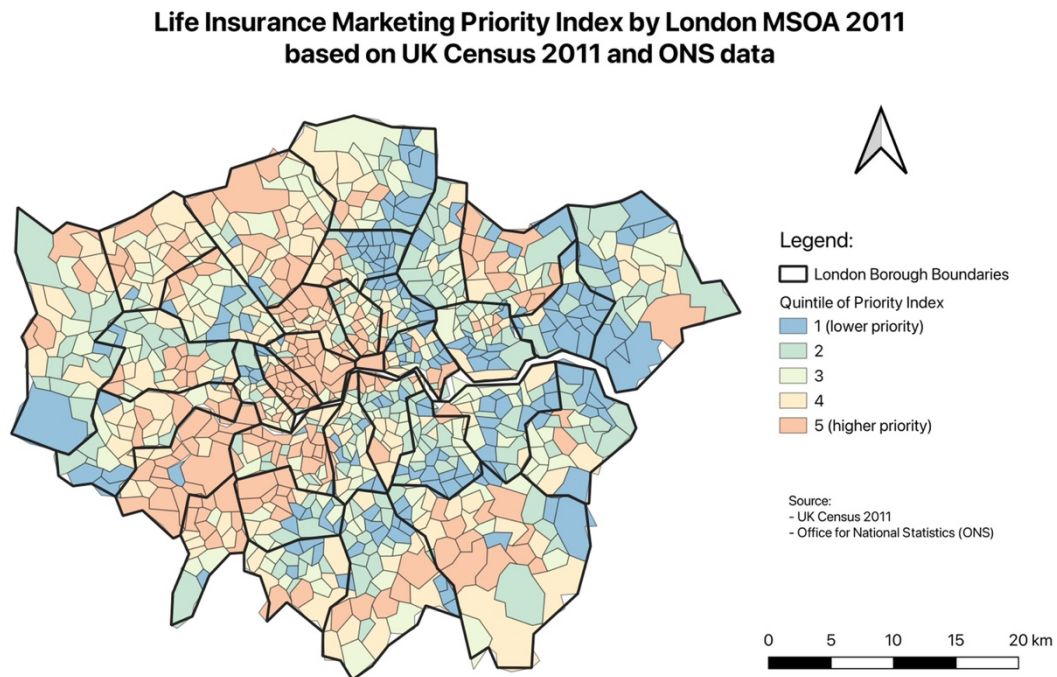 Life Insurance Marketing Priority Index by London MSOA 2011
based on UK Census 2011 and ONS data
Legend:
London Borough Boundaries
Quintile of Priority Index
1 (lower priority)
2
3
4
5 (higher priority)
Source:
- UK Census 2011
- Office for National Statistics (ONS)
0 5 10 15 20 km